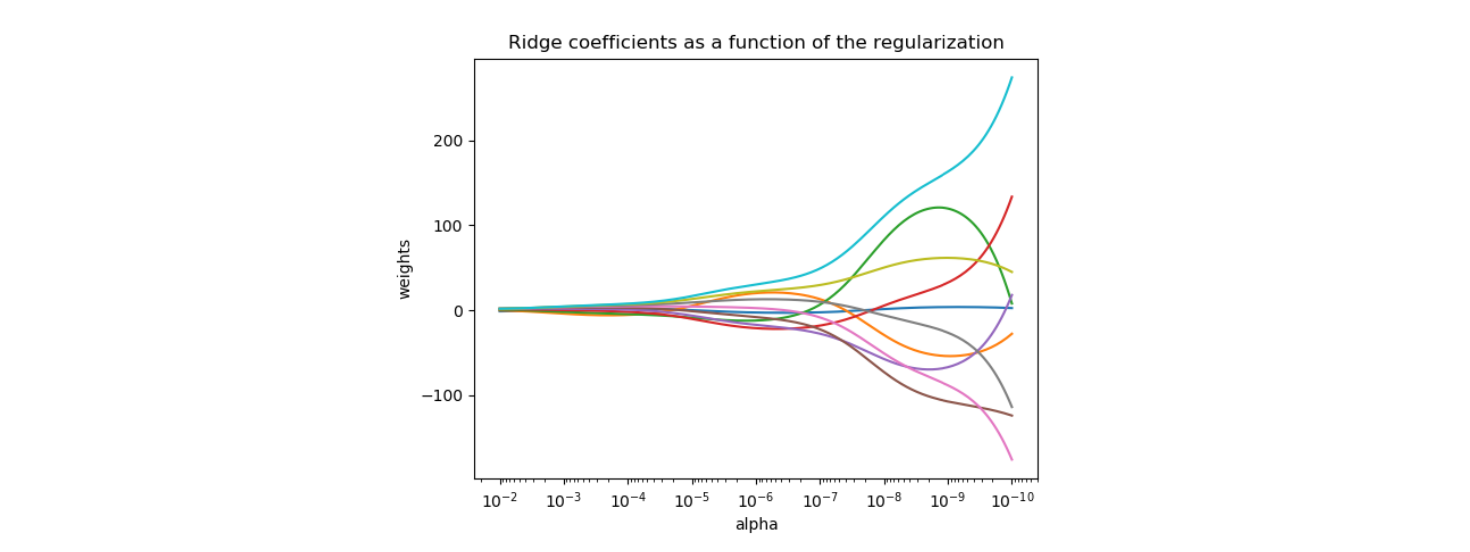 Ridge coefficients as a function of the regularization
200
100
0
−100
weights
10⁻² 10⁻³ 10⁻⁴ 10⁻⁵ 10⁻⁶ 10⁻⁷ 10⁻⁸ 10⁻⁹ 10⁻¹⁰
alpha